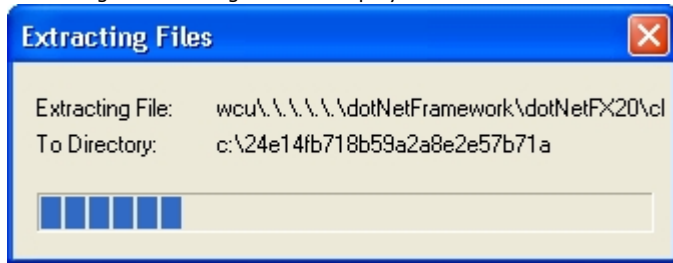 Extracting Files
Extracting File: wcu\.\.\.\.\.\dotNetFramework\dotNetFX20\cl
To Directory: c:\24e14fb718b59a2a8e2e57b71a